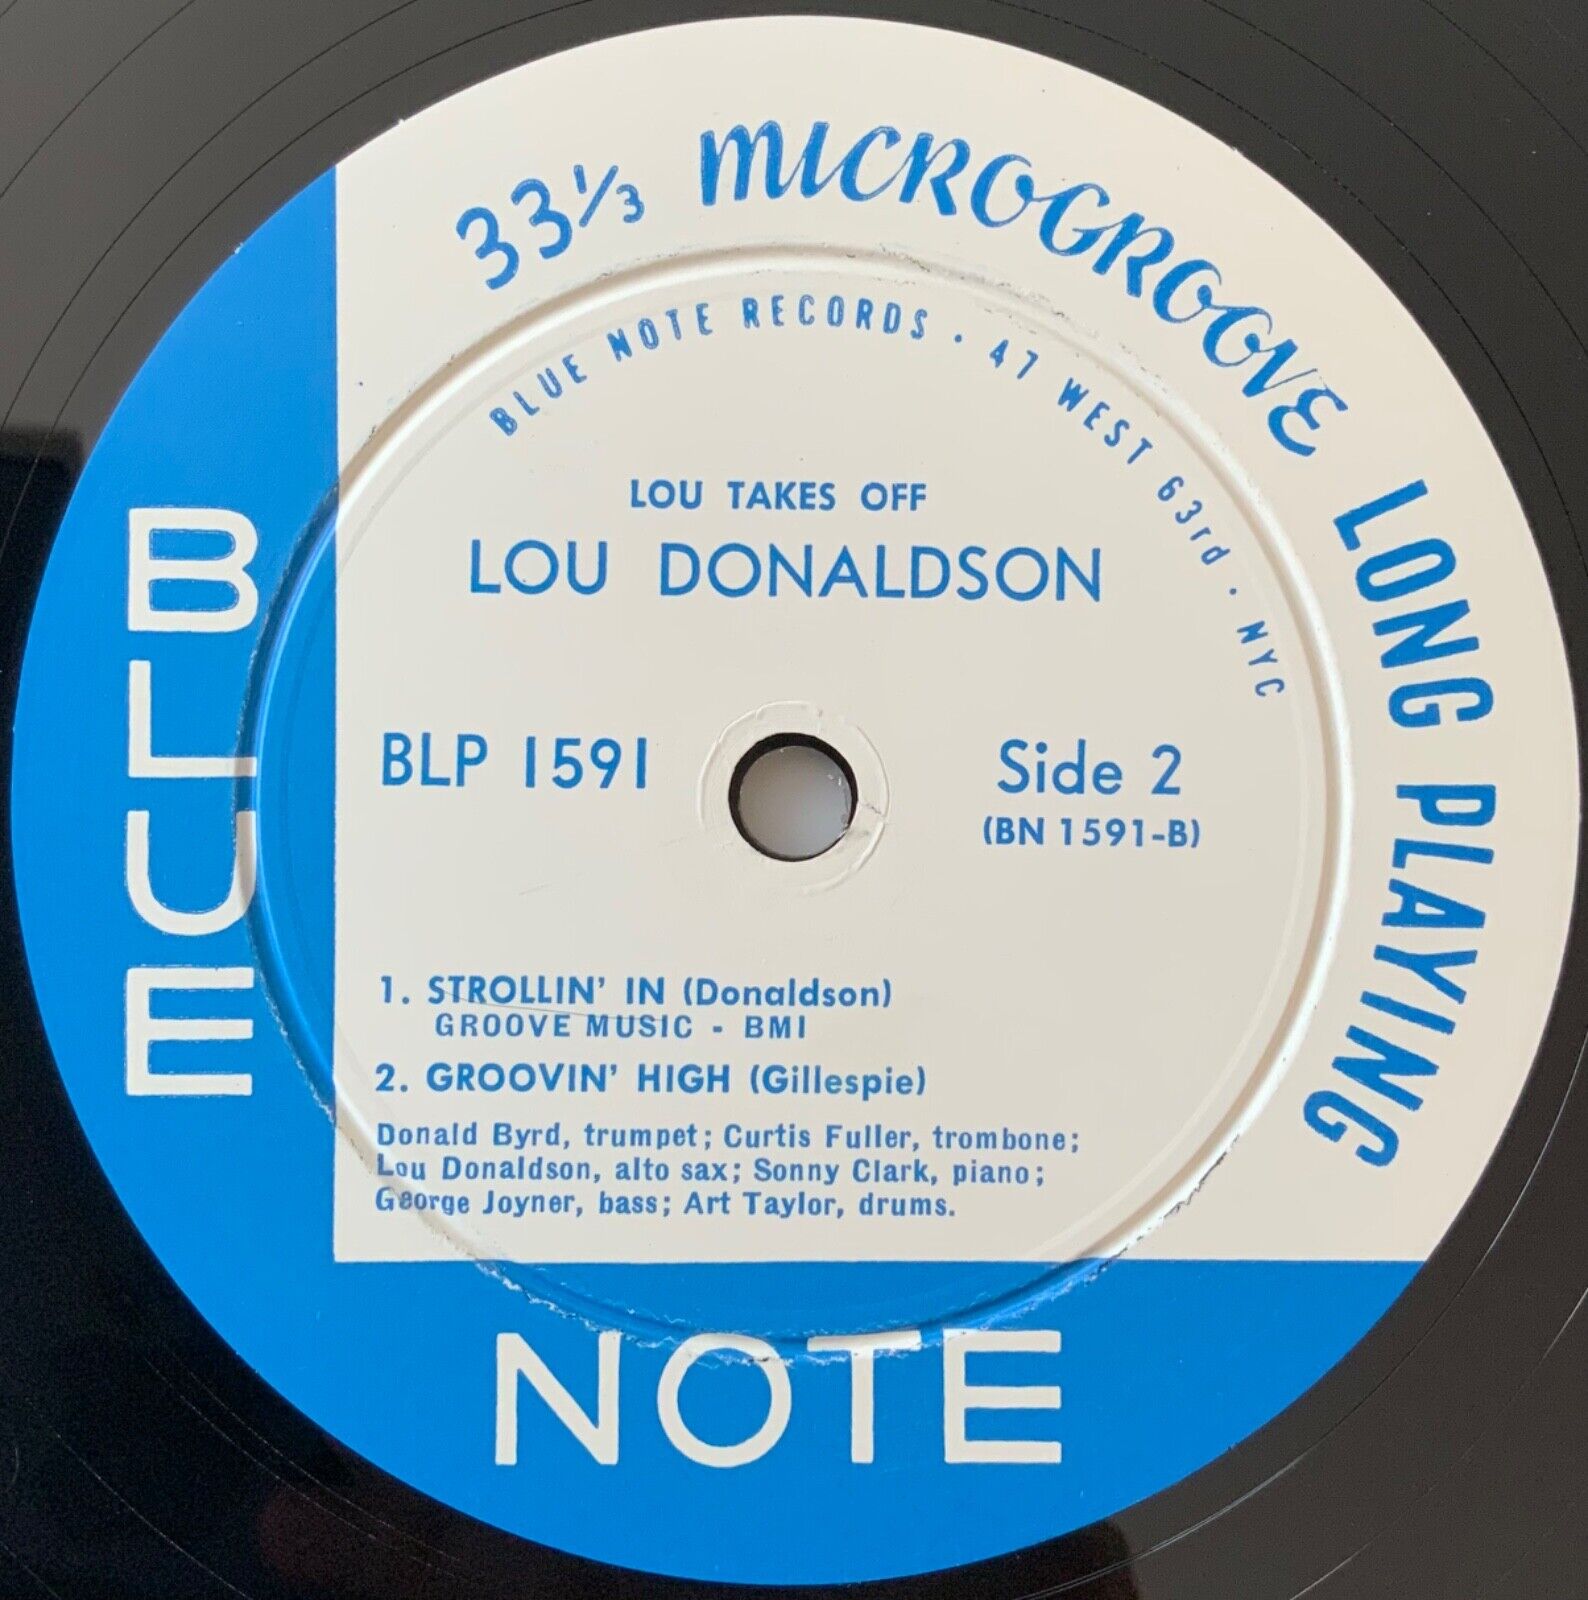 33⅓ MICROGROOVE LONG PLAYING
BLUE NOTE RECORDS · 47 WEST 63rd · NYC
LOU TAKES OFF
LOU DONALDSON
BLP 1591
Side 2
(BN 1591-B)
1. STROLLIN' IN (Donaldson)
GROOVE MUSIC - BMI
2. GROOVIN' HIGH (Gillespie)
Donald Byrd, trumpet; Curtis Fuller, trombone;
Lou Donaldson, alto sax; Sonny Clark, piano;
George Joyner, bass; Art Taylor, drums.
BLUE
NOTE